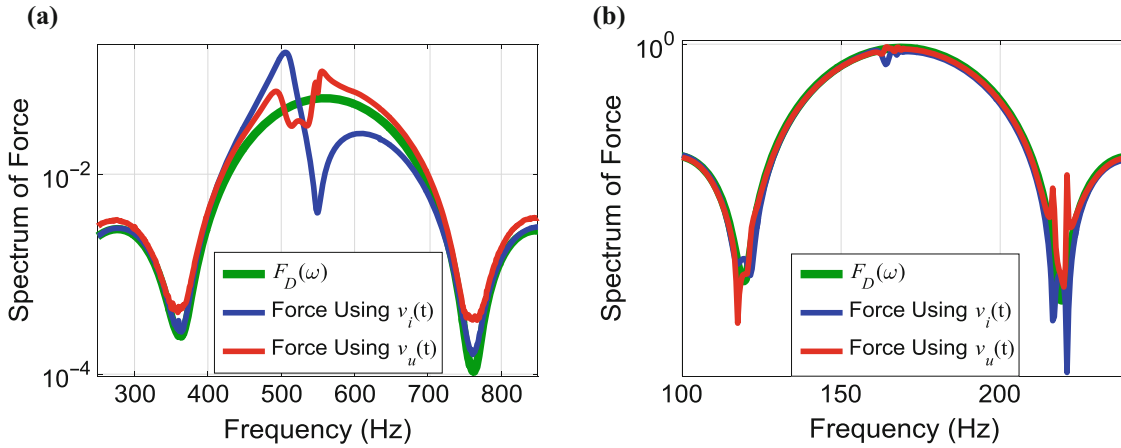 (a)
Spectrum of Force
10^-2
10^-4
300 400 500 600 700 800
Frequency (Hz)
F_D(ω)
Force Using v_i(t)
Force Using v_u(t)
(b)
Spectrum of Force
10^0
100 150 200
Frequency (Hz)
F_D(ω)
Force Using v_i(t)
Force Using v_u(t)